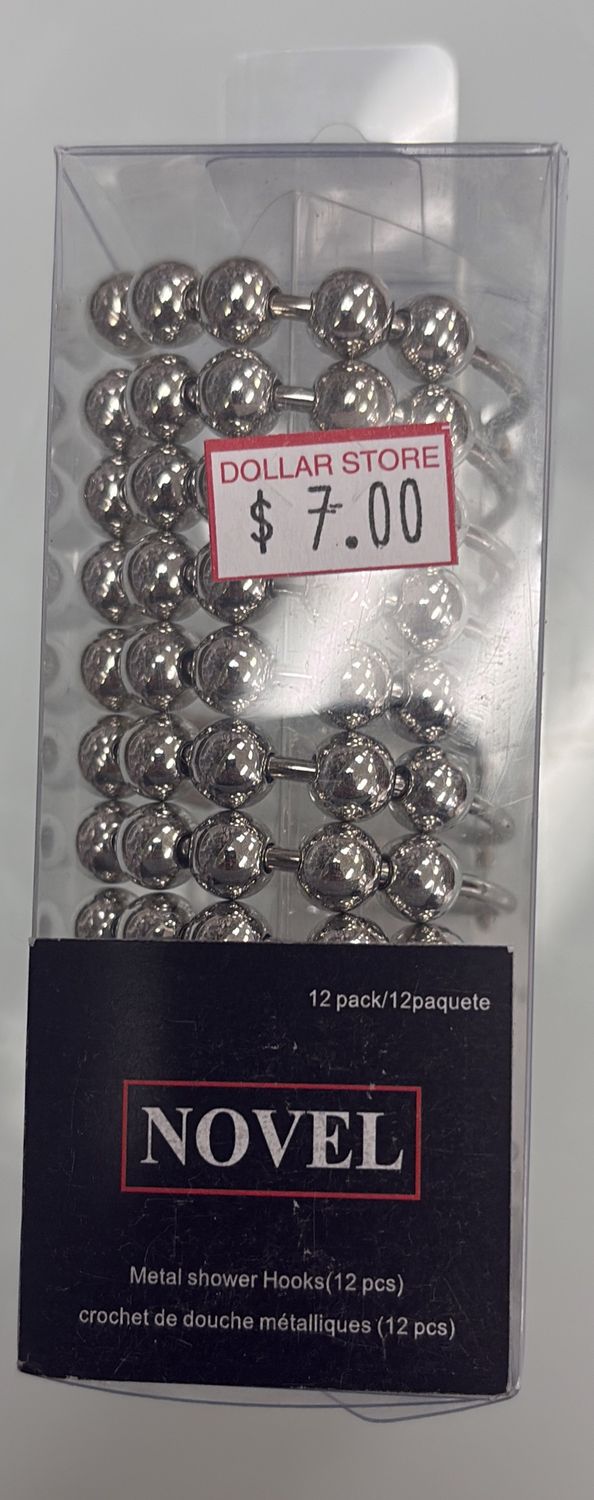 DOLLAR STORE
$ 7.00
12 pack/12paquete
NOVEL
Metal shower Hooks(12 pcs)
crochet de douche métalliques (12 pcs)